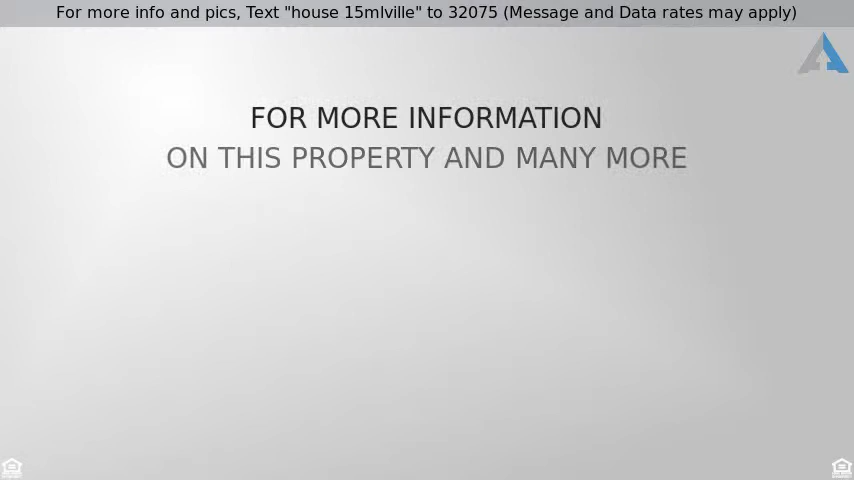 For more info and pics, Text "house 15mlville" to 32075 (Message and Data rates may apply)
FOR MORE INFORMATION
ON THIS PROPERTY AND MANY MORE